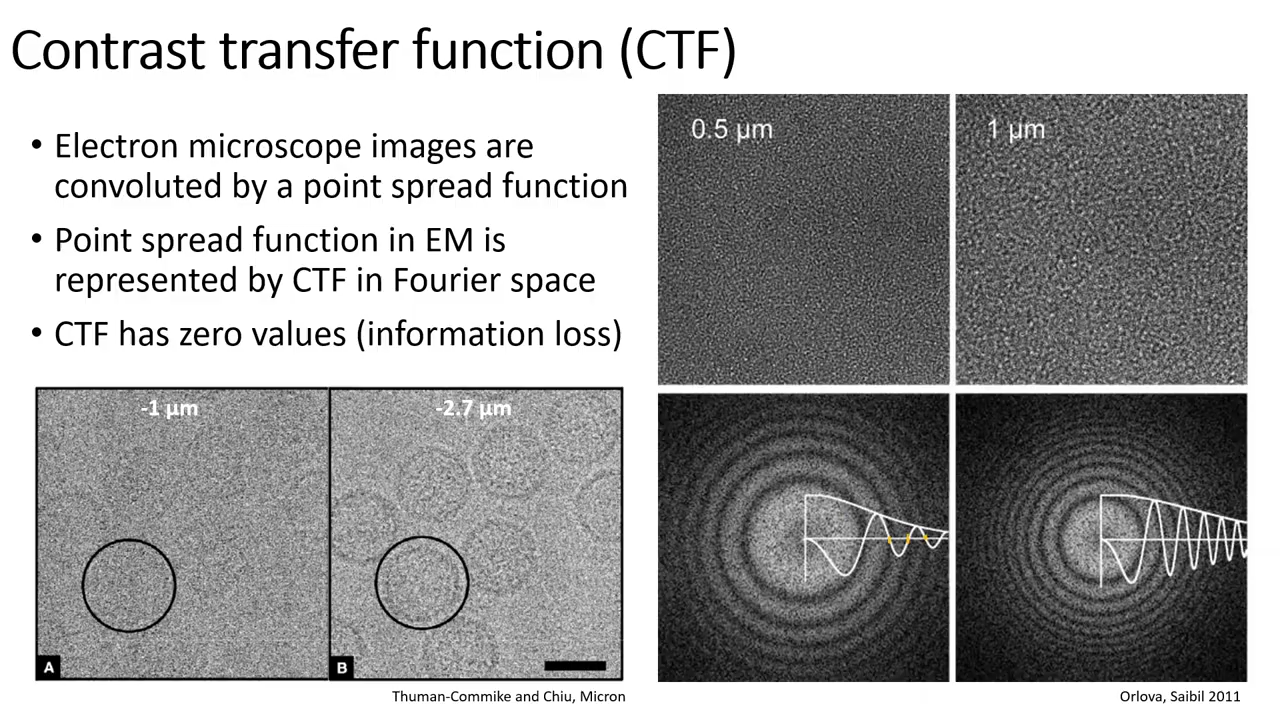 Contrast transfer function (CTF)
• Electron microscope images are
convoluted by a point spread function
• Point spread function in EM is
represented by CTF in Fourier space
• CTF has zero values (information loss)
-1 µm
-2.7 µm
A
B
Thuman-Commike and Chiu, Micron
0.5 µm
1 µm
Orlova, Saibil 2011